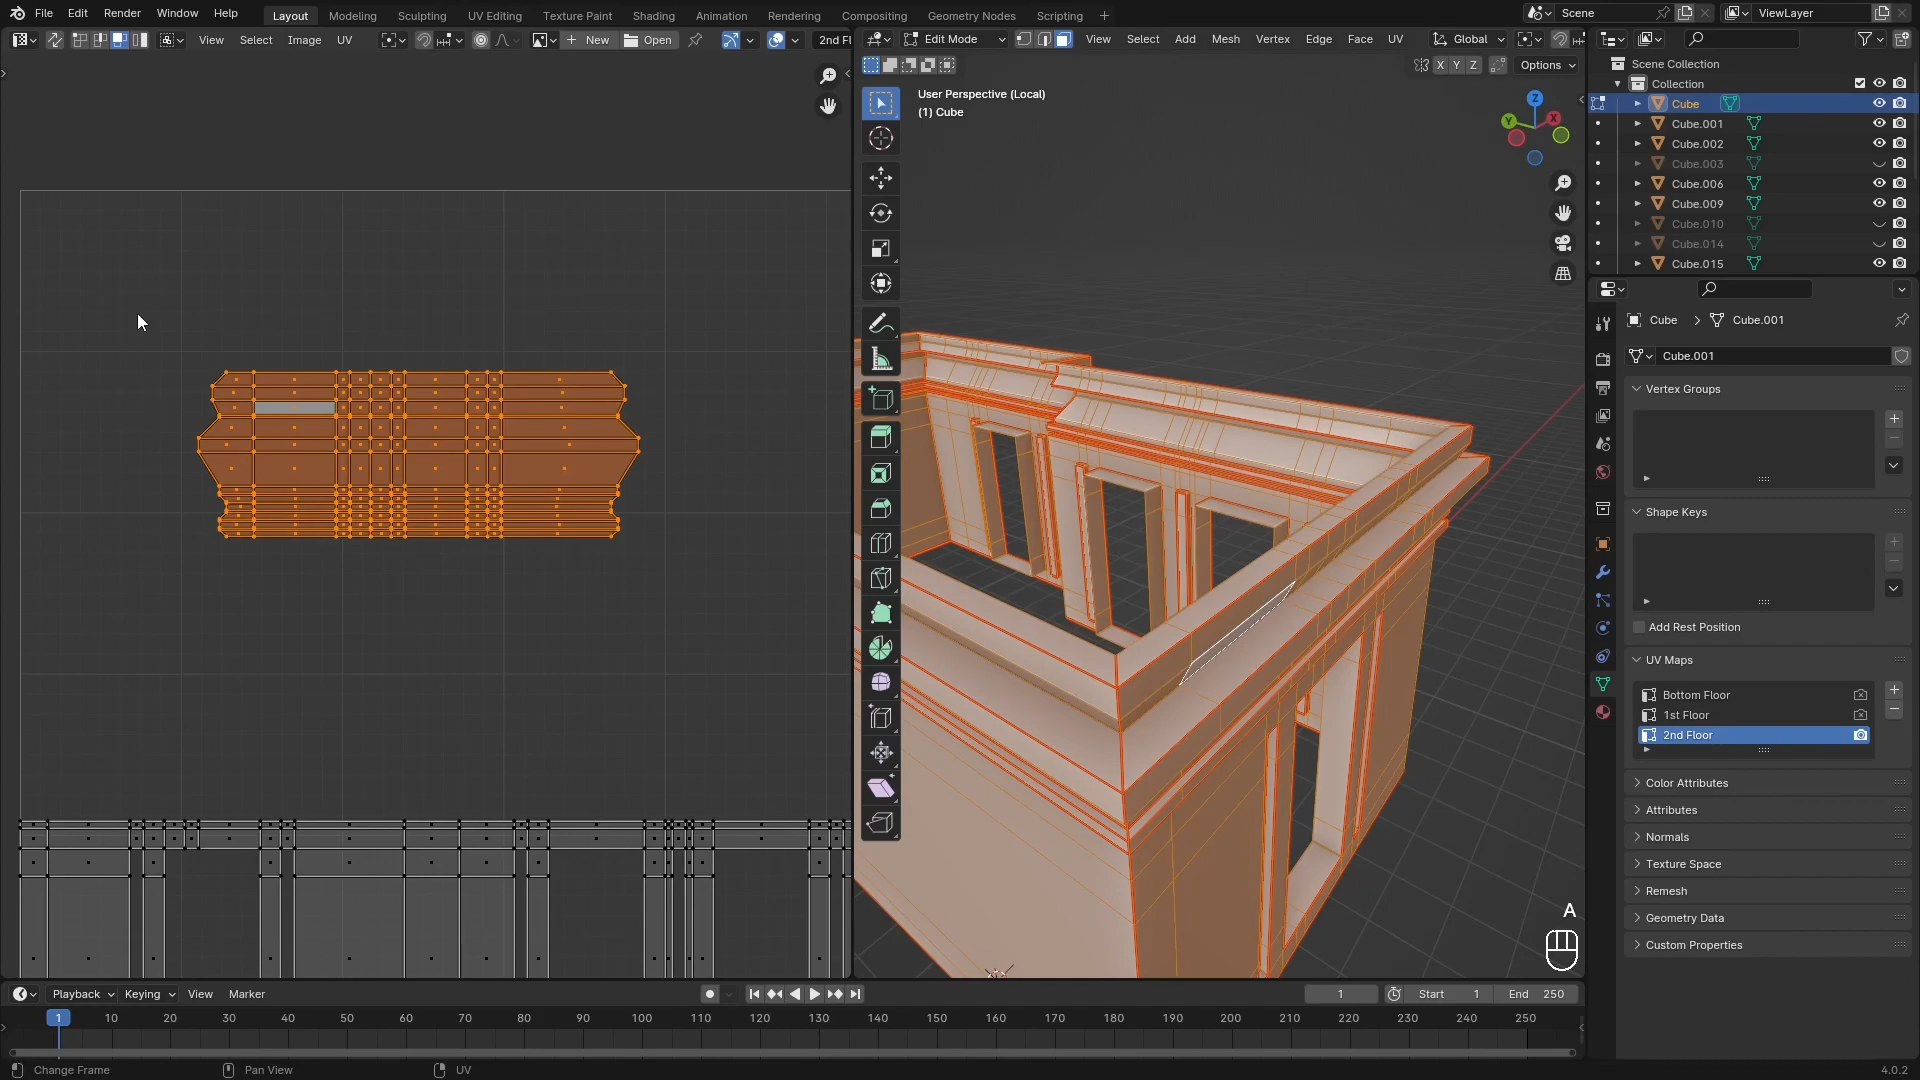 File Edit Render Window Help Layout Modeling Sculpting UV Editing Texture Paint Shading Animation Rendering Compositing Geometry Nodes Scripting + Scene ViewLayer
View Select Image UV New Open 2nd Fl Edit Mode View Select Add Mesh Vertex Edge Face UV Global
X Y Z Options
User Perspective (Local)
(1) Cube
Z
Y X
Scene Collection
Collection
Cube
Cube.001
Cube.002
Cube.003
Cube.006
Cube.009
Cube.010
Cube.014
Cube.015
Cube > Cube.001
Cube.001
Vertex Groups
Shape Keys
Add Rest Position
UV Maps
Bottom Floor
1st Floor
2nd Floor
Color Attributes
Attributes
Normals
Texture Space
Remesh
Geometry Data
Custom Properties
A
Playback Keying View Marker 1 Start 1 End 250
1 10 20 30 40 50 60 70 80 90 100 110 120 130 140 150 160 170 180 190 200 210 220 230 240 250
Change Frame Pan View UV 4.0.2